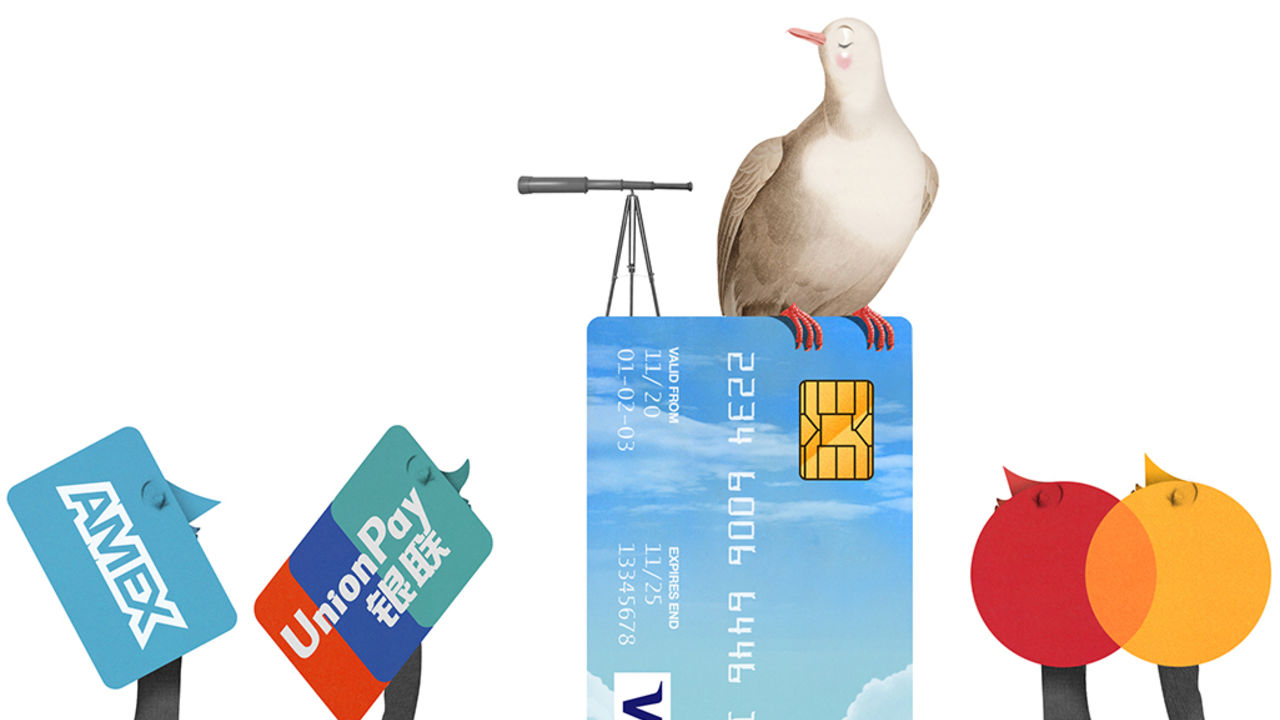 AMEX
UnionPay
银联
VALID FROM
11/20
01-02-03
EXPIRES END
11/25
13345678
2234 6006 6446
V